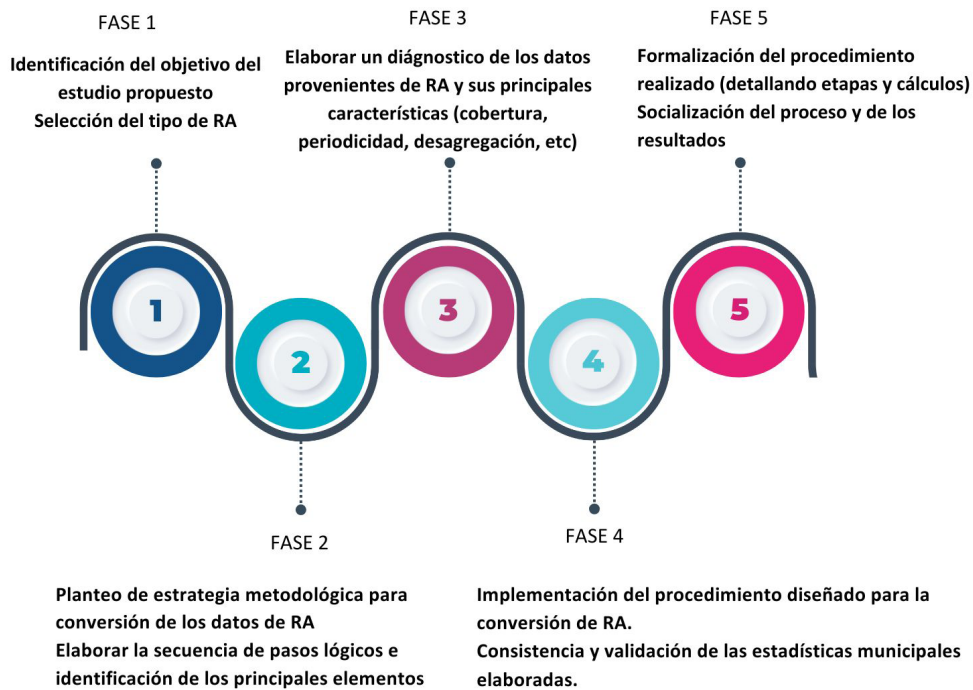 FASE 1
Identificación del objetivo del
estudio propuesto
Selección del tipo de RA
1
FASE 2
Planteo de estrategia metodológica para
conversión de los datos de RA
Elaborar la secuencia de pasos lógicos e
identificación de los principales elementos
2
FASE 3
Elaborar un diágnostico de los datos
provenientes de RA y sus principales
características (cobertura,
periodicidad, desagregación, etc)
3
FASE 4
Implementación del procedimiento diseñado para la
conversión de RA.
Consistencia y validación de las estadísticas municipales
elaboradas.
4
FASE 5
Formalización del procedimiento
realizado (detallando etapas y cálculos)
Socialización del proceso y de los
resultados
5